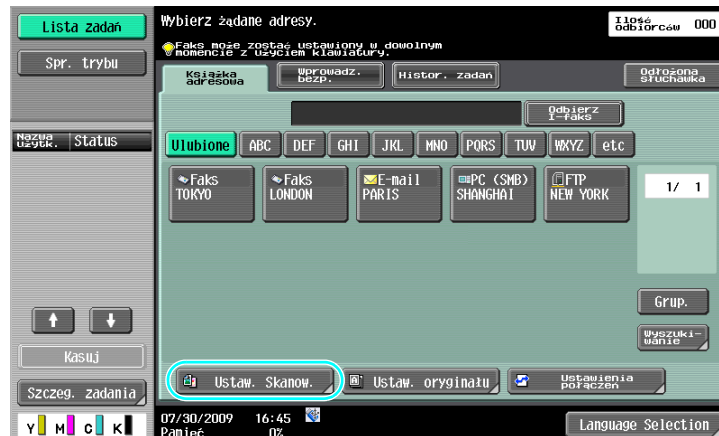 Lista zadań
Spr. trybu
Nazwa użytk.
Status
Kasuj
Szczeg. zadania
Y M C K
Wybierz żądane adresy.
Faks może zostać ustawiony w dowolnym
momencie z użyciem klawiatury.
Ilość
odbiorców 000
Książka
adresowa
Wprowadz.
bezp.
Histor. zadań
Odłożona
słuchawka
Odbierz
I-faks
Ulubione ABC DEF GHI JKL MNO PQRS TUV WXYZ etc
Faks
TOKYO
Faks
LONDON
E-mail
PARIS
PC (SMB)
SHANGHAI
FTP
NEW YORK
1/ 1
Grup.
Wyszuki-
wanie
Ustaw. Skanow.
Ustaw. oryginału
Ustawienia
połączeń
07/30/2009 16:45
Pamięć 0%
Language Selection